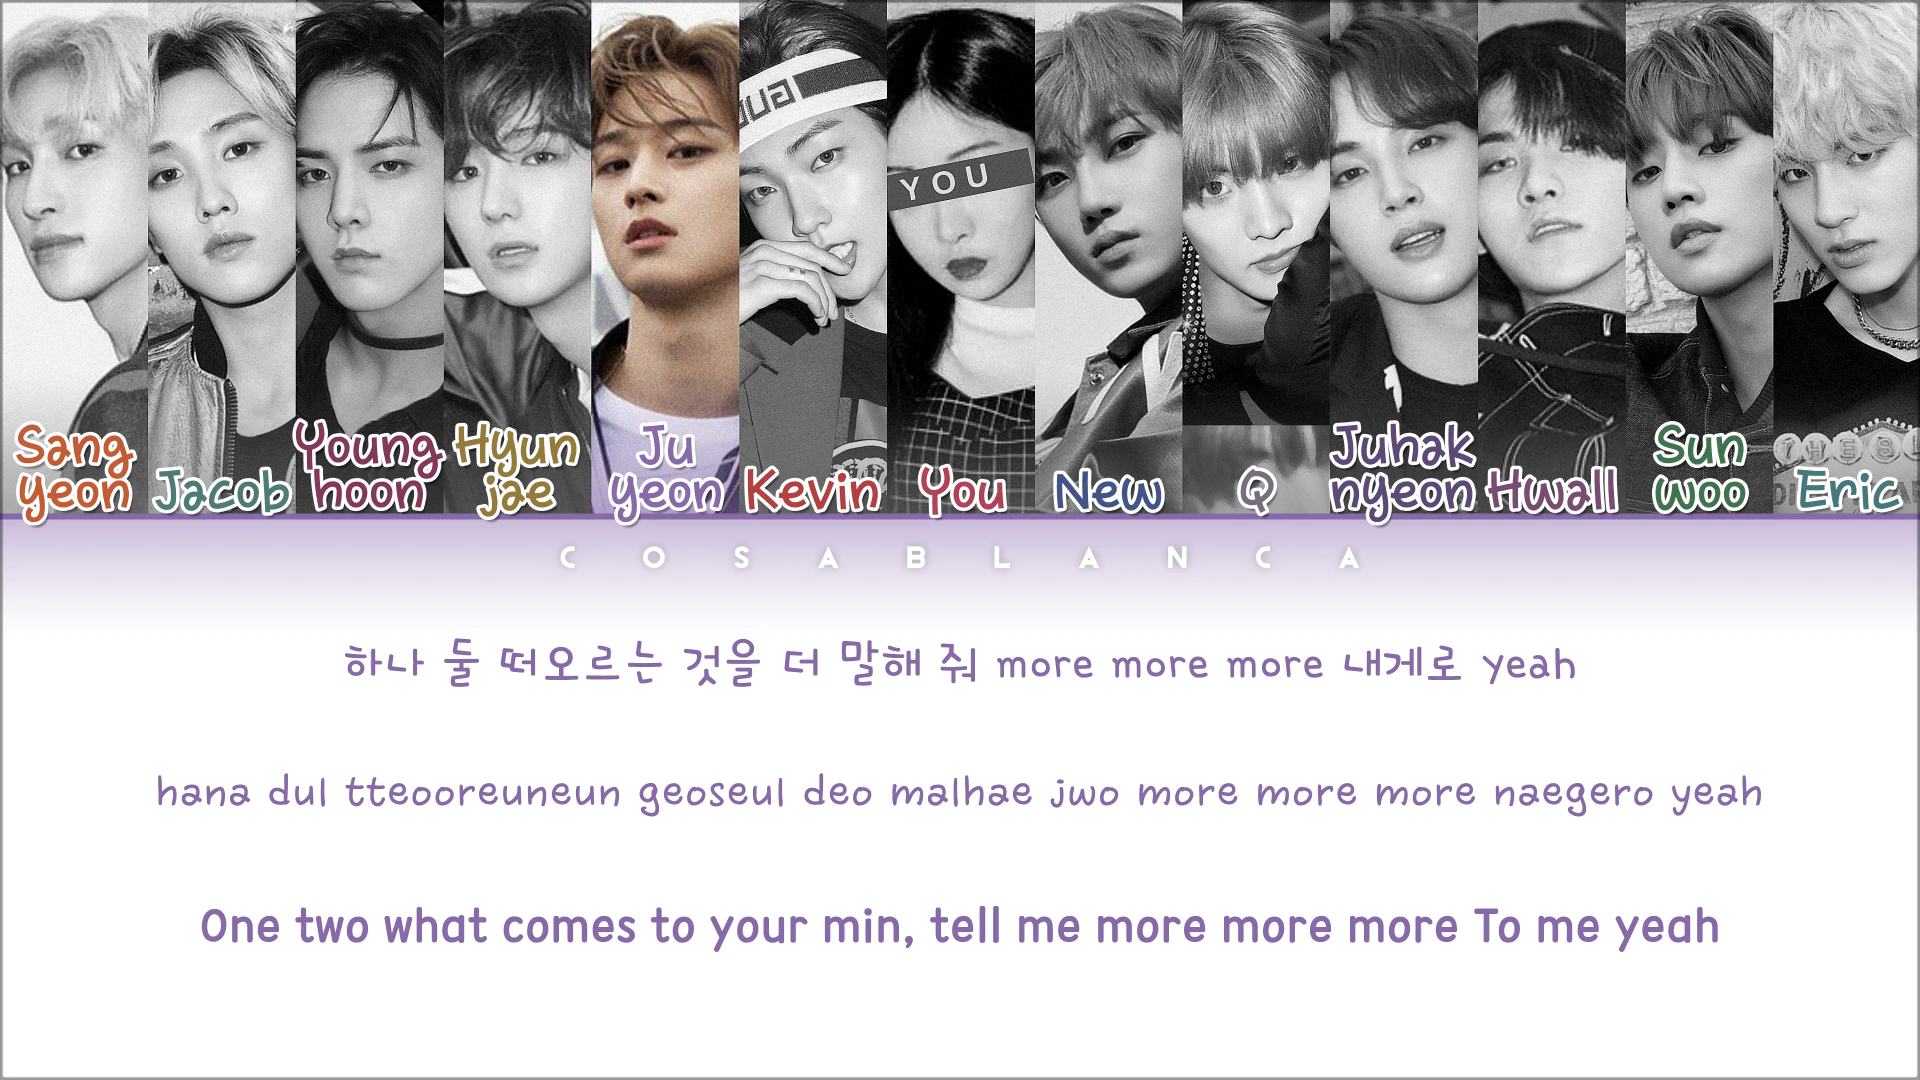 YOU
Sang yeon
Jacob
Young hoon
Hyun jae
Ju yeon
Kevin
You
New
Q
Juhak nyeon
Hwall
Sun woo
Eric
COSABLANCA
하나 둘 떠오르는 것을 더 말해 줘 more more more 내게로 yeah
hana dul tteooreuneun geoseul deo malhae jwo more more more naegero yeah
One two what comes to your min, tell me more more more To me yeah